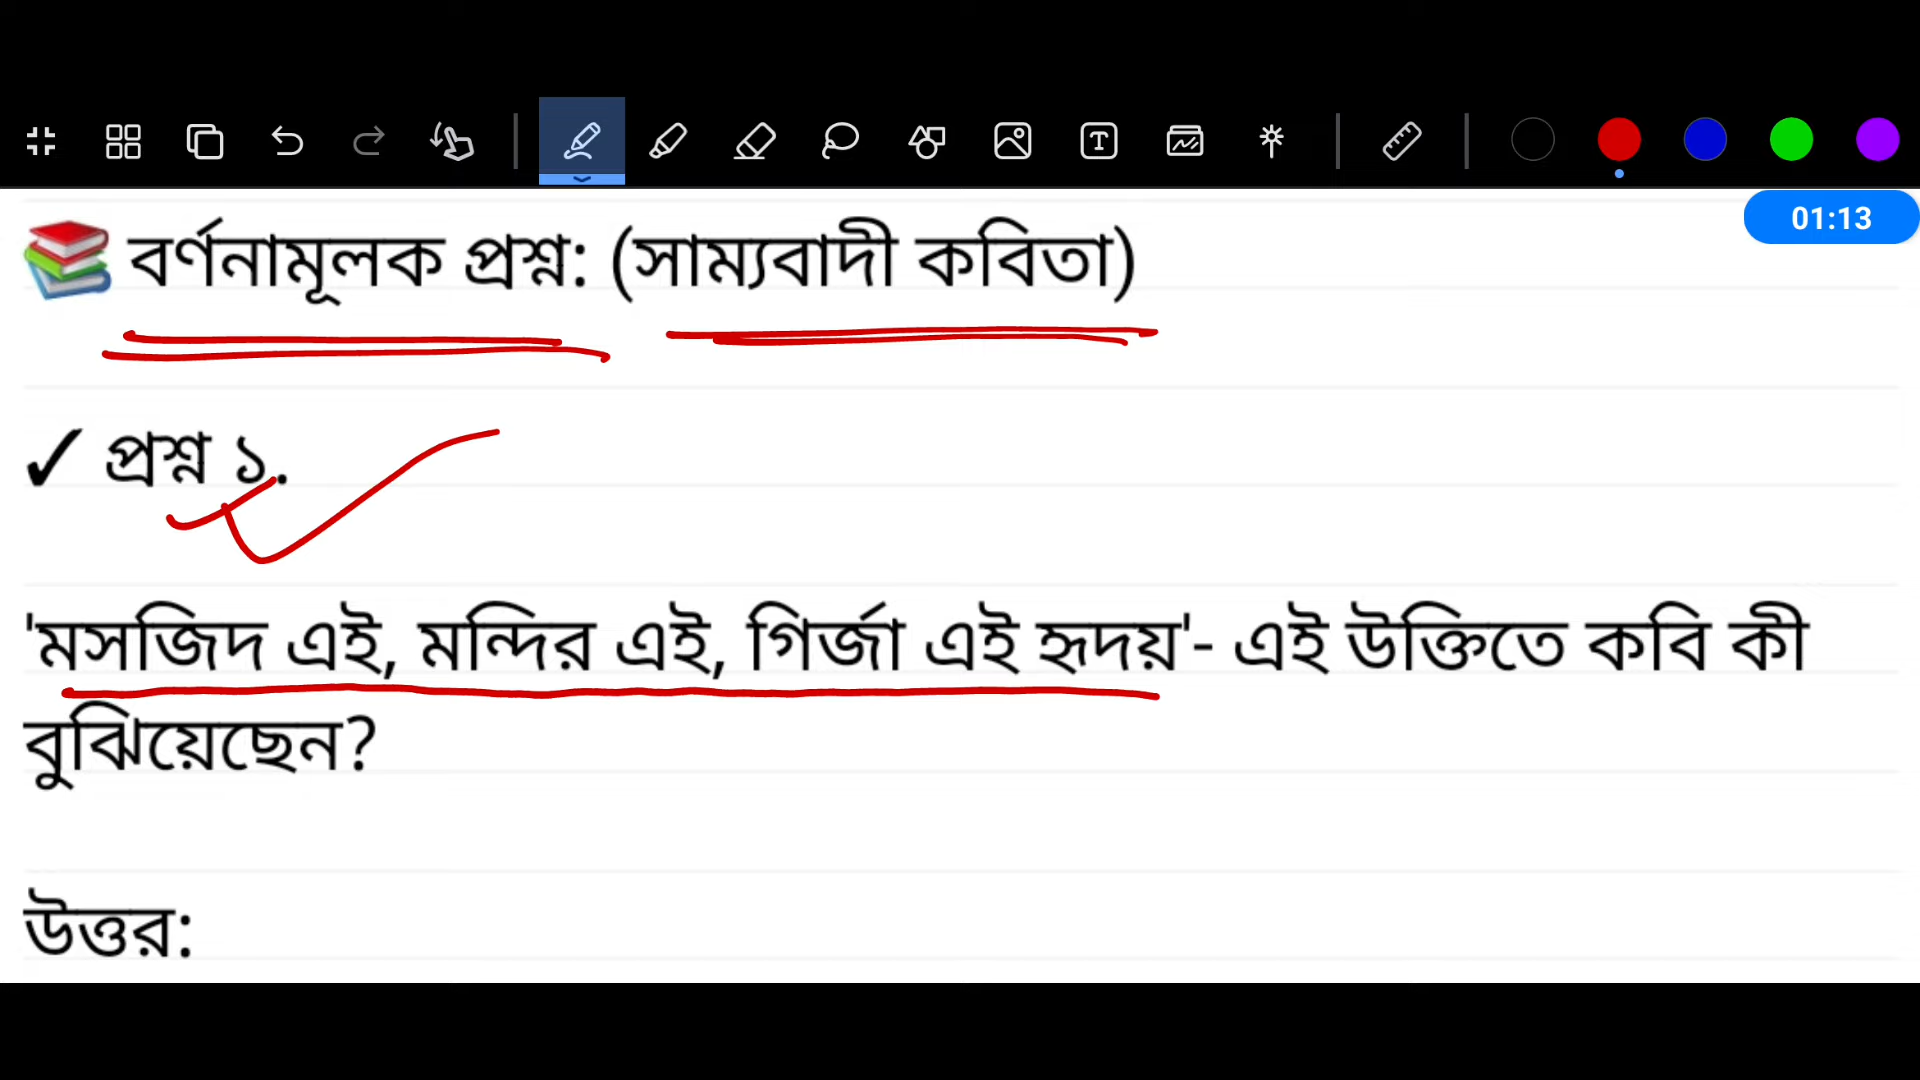 01:13
বর্ণনামূলক প্রশ্ন: (সাম্যবাদী কবিতা)
✓ প্রশ্ন ১.
'মসজিদ এই, মন্দির এই, গির্জা এই হৃদয়'- এই উক্তিতে কবি কী
বুঝিয়েছেন?
উত্তর: